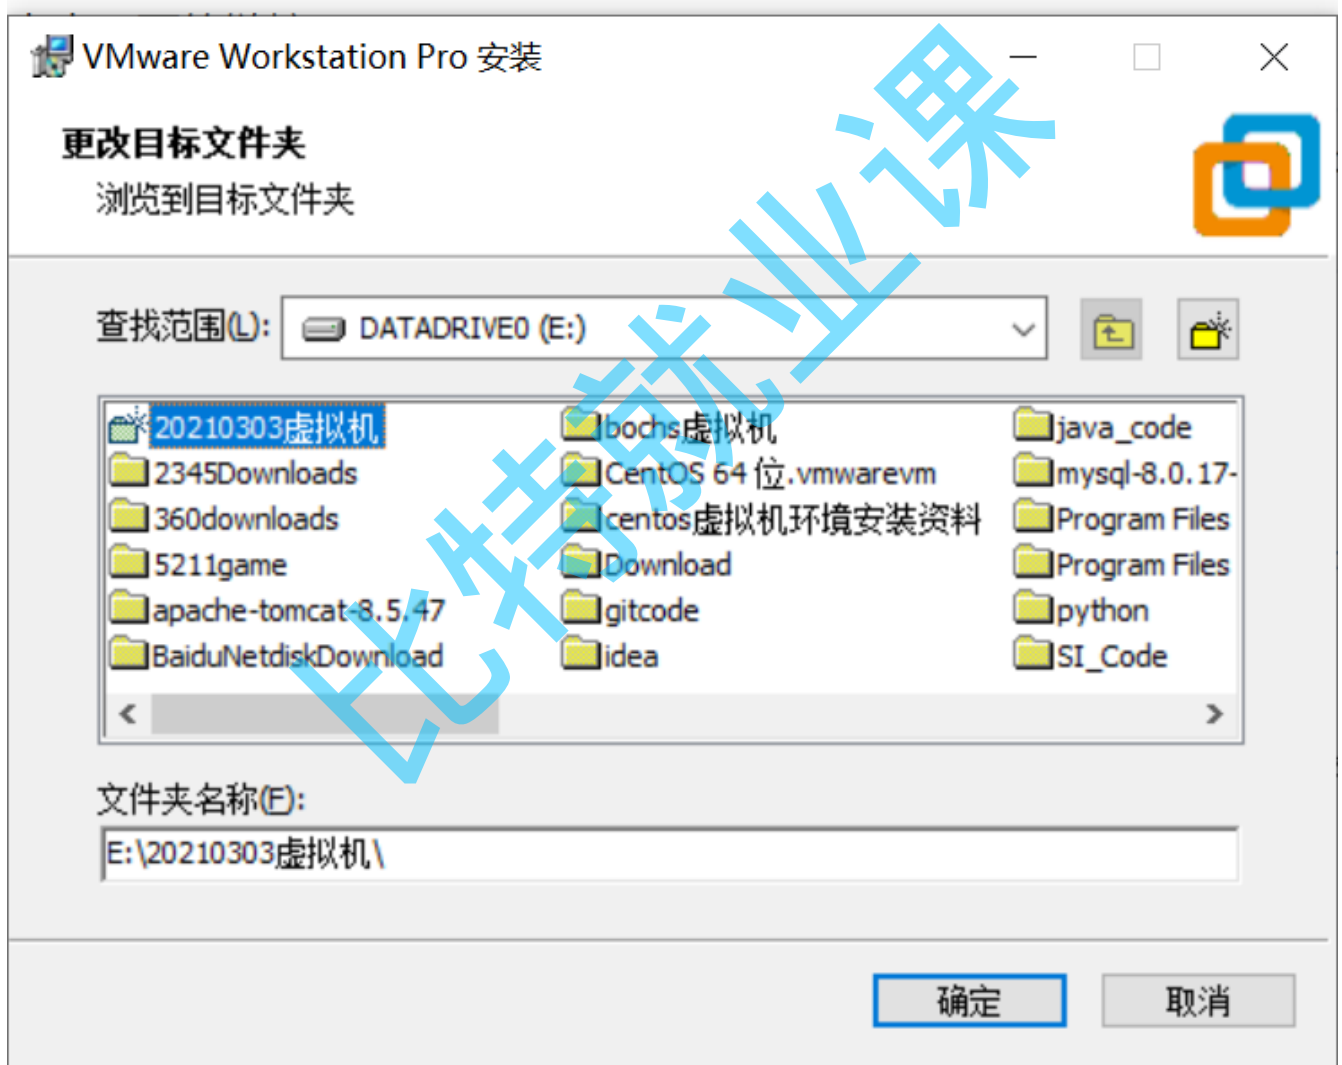 VMware Workstation Pro 安装
更改目标文件夹
浏览到目标文件夹
查找范围(L):
DATADRIVE0 (E:)
20210303虚拟机
2345Downloads
360downloads
5211game
apache-tomcat-8.5.47
BaiduNetdiskDownload
bochs虚拟机
CentOS 64 位.vmwarevm
centos虚拟机环境安装资料
Download
gitcode
idea
java_code
mysql-8.0.17-
Program Files
Program Files
python
SI_Code
文件夹名称(F):
E:\20210303虚拟机\
确定
取消
比特就业课